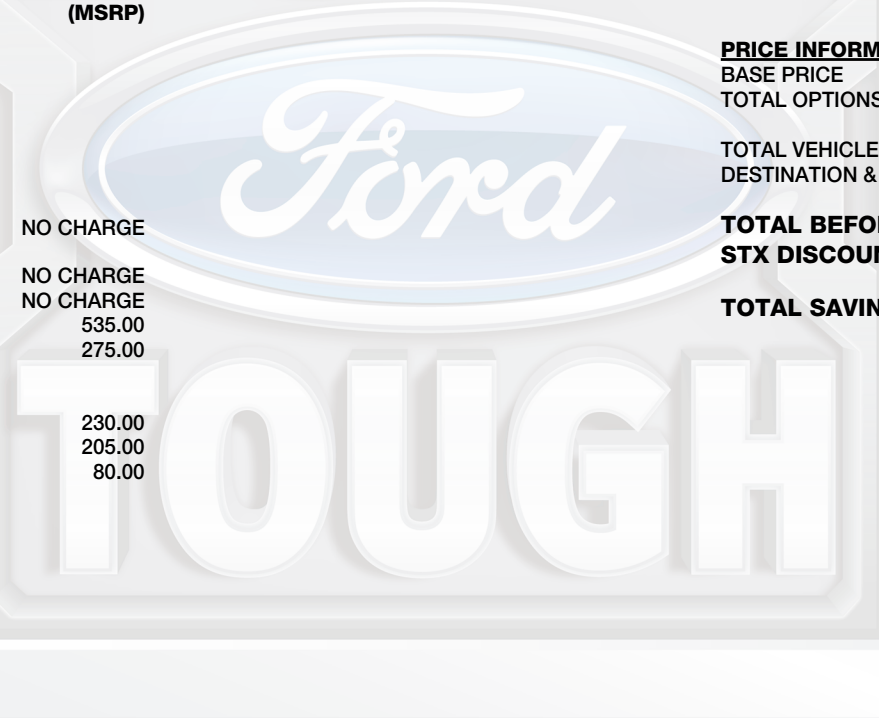 (MSRP)
NO CHARGE
NO CHARGE
NO CHARGE
535.00
275.00
230.00
205.00
80.00
PRICE INFORM
BASE PRICE
TOTAL OPTIONS
TOTAL VEHICLE
DESTINATION &
TOTAL BEFO
STX DISCOUN
TOTAL SAVIN
Ford
TOUGH